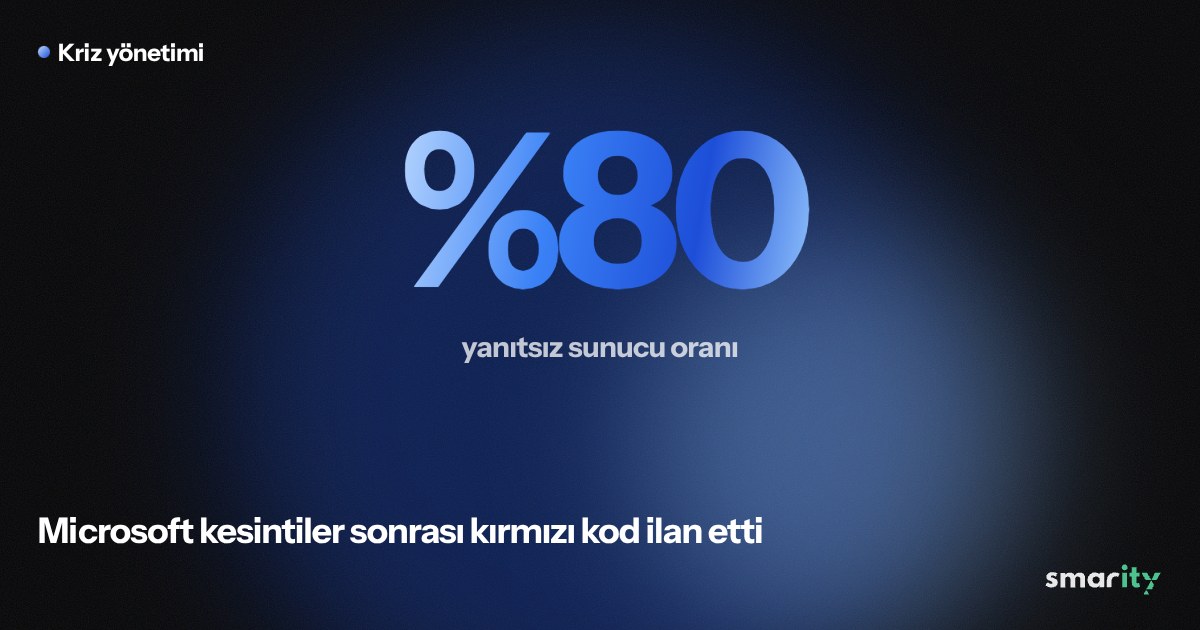 Kriz yönetimi
%80
yanıtsız sunucu oranı
Microsoft kesintiler sonrası kırmızı kod ilan etti
smarity